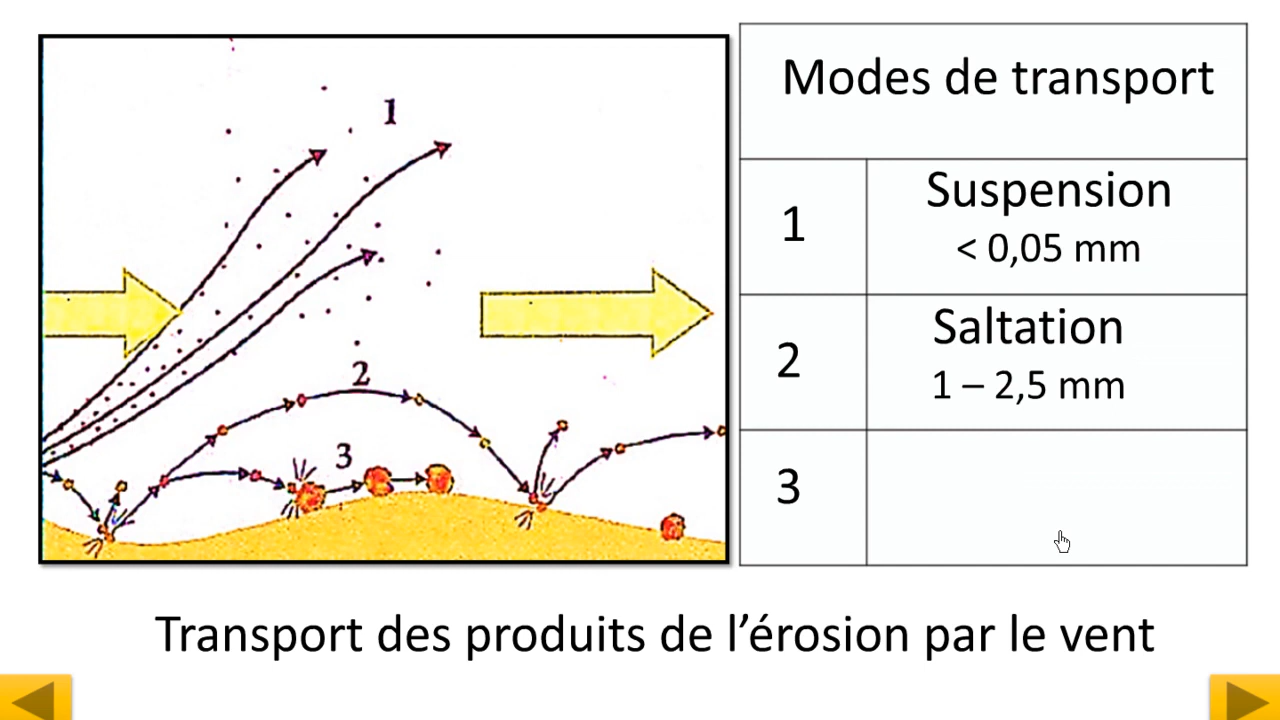 1
2
3
Modes de transport
1
Suspension
< 0,05 mm
2
Saltation
1 – 2,5 mm
3
Transport des produits de l’érosion par le vent